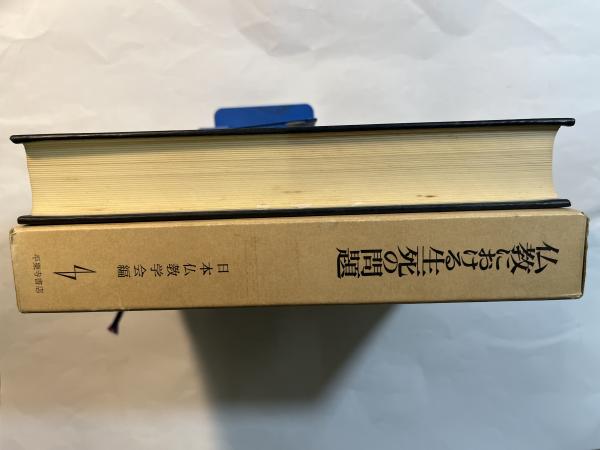 仏教における生死の問題
日本仏教学会編
平楽寺書店